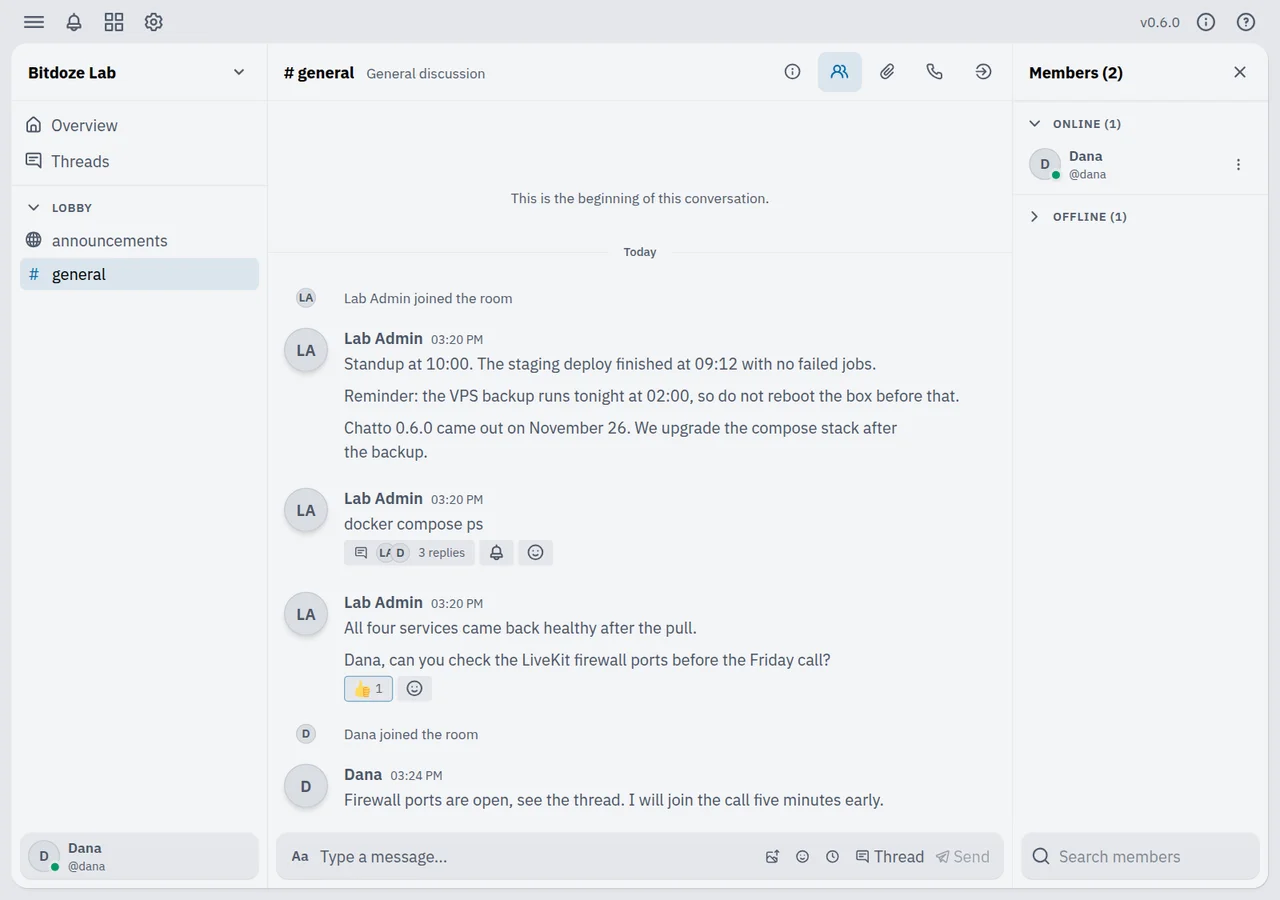 v0.6.0
Bitdoze Lab
Overview
Threads
LOBBY
announcements
# general
D
Dana
@dana
# general General discussion
This is the beginning of this conversation.
Today
LA Lab Admin joined the room
LA
Lab Admin 03:20 PM
Standup at 10:00. The staging deploy finished at 09:12 with no failed jobs.
Reminder: the VPS backup runs tonight at 02:00, so do not reboot the box before that.
Chatto 0.6.0 came out on November 26. We upgrade the compose stack after
the backup.
LA
Lab Admin 03:20 PM
docker compose ps
LA D 3 replies
LA
Lab Admin 03:20 PM
All four services came back healthy after the pull.
Dana, can you check the LiveKit firewall ports before the Friday call?
👍 1
D Dana joined the room
D
Dana 03:24 PM
Firewall ports are open, see the thread. I will join the call five minutes early.
Aa Type a message... Thread Send
Members (2)
ONLINE (1)
D
Dana
@dana
OFFLINE (1)
Search members